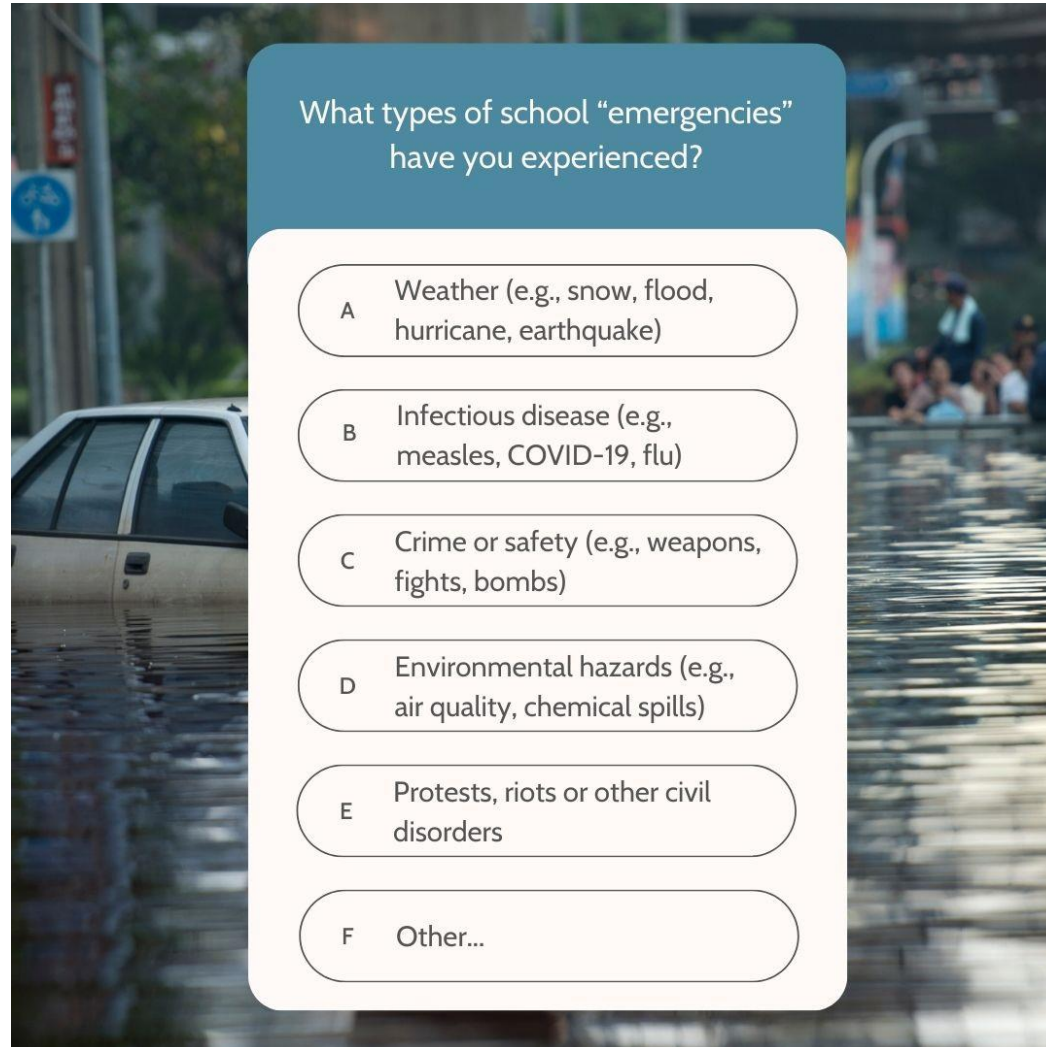 What types of school “emergencies”
have you experienced?
A
Weather (e.g., snow, flood,
hurricane, earthquake)
B
Infectious disease (e.g.,
measles, COVID-19, flu)
C
Crime or safety (e.g., weapons,
fights, bombs)
D
Environmental hazards (e.g.,
air quality, chemical spills)
E
Protests, riots or other civil
disorders
F
Other...